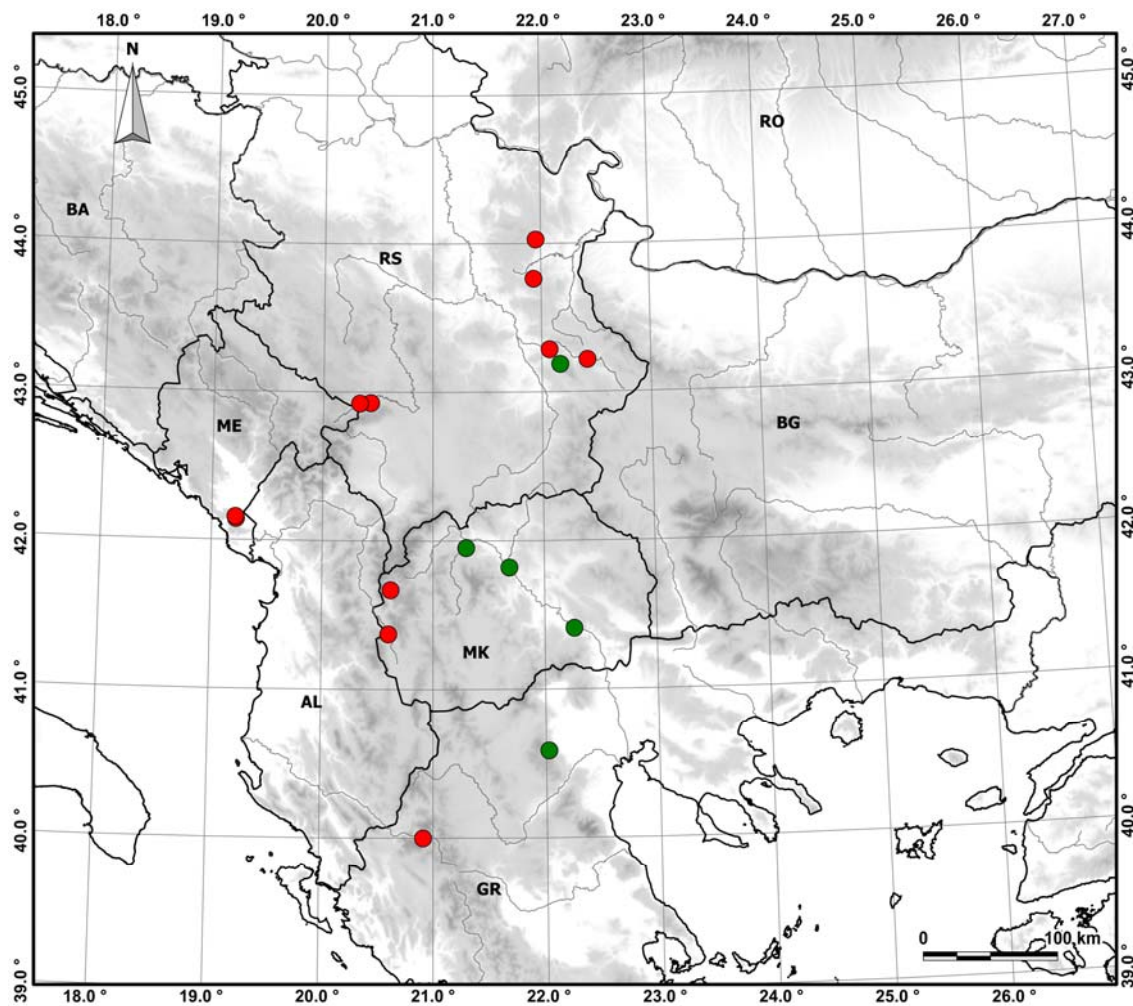 18.0 ° 19.0 ° 20.0 ° 21.0 ° 22.0 ° 23.0 ° 24.0 ° 25.0 ° 26.0 ° 27.0 °
N
45.0 ° 45.0 °
RO
BA
44.0 ° 44.0 °
RS
43.0 ° 43.0 °
ME BG
42.0 ° 42.0 °
MK
41.0 ° 41.0 °
AL
40.0 ° 40.0 °
GR
0 100 km
39.0 ° 39.0 °
18.0 ° 19.0 ° 20.0 ° 21.0 ° 22.0 ° 23.0 ° 24.0 ° 25.0 ° 26.0 °